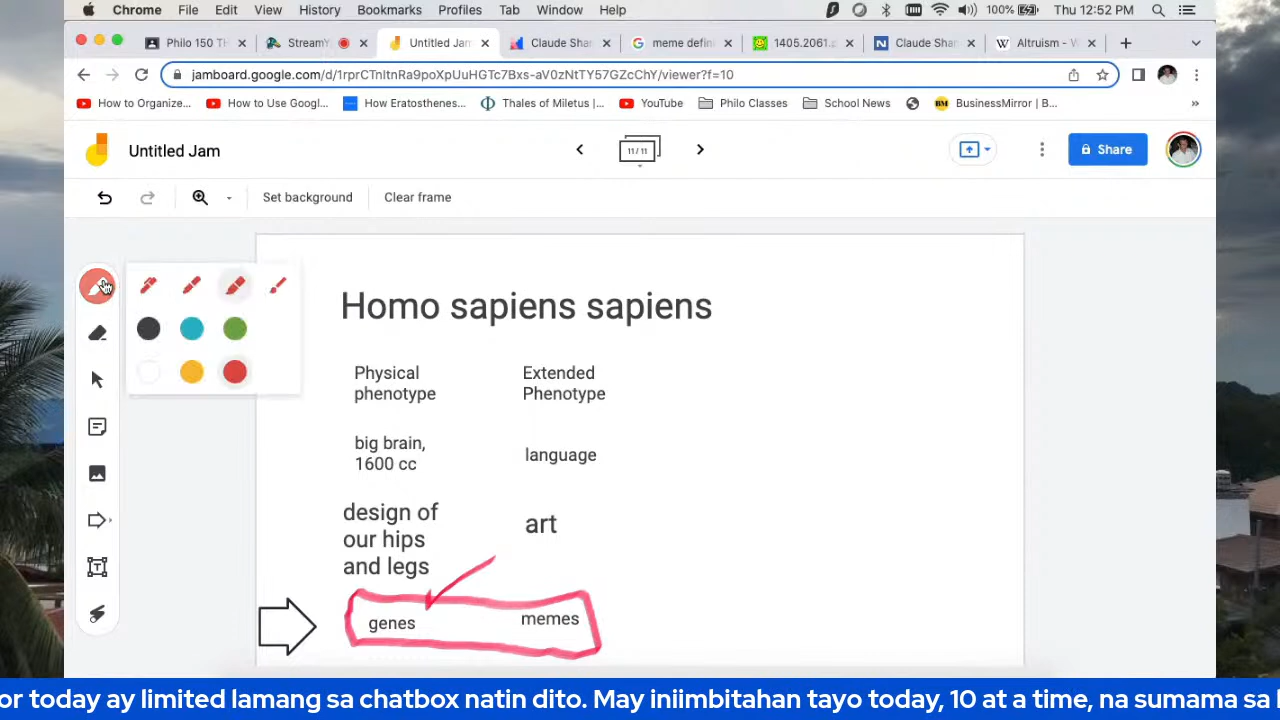 Chrome File Edit View History Bookmarks Profiles Tab Window Help 100% Thu 12:52 PM
Philo 150 TH StreamY Untitled Jam Claude Shar meme defin 1405.2061.p Claude Shar Altruism - W
jamboard.google.com/d/1rprCTnItnRa9poXpUuHGTc7Bxs-aV0zNtTY57GZcChY/viewer?f=10
How to Organize... How to Use Googl... How Eratosthenes... Thales of Miletus |... YouTube Philo Classes School News BusinessMirror | B... »
Untitled Jam 11 / 11 Share
Set background Clear frame
Homo sapiens sapiens
Physical
phenotype
Extended
Phenotype
big brain,
1600 cc
language
design of
our hips
and legs
art
genes memes
or today ay limited lamang sa chatbox natin dito. May iniimbitahan tayo today, 10 at a time, na sumama sa